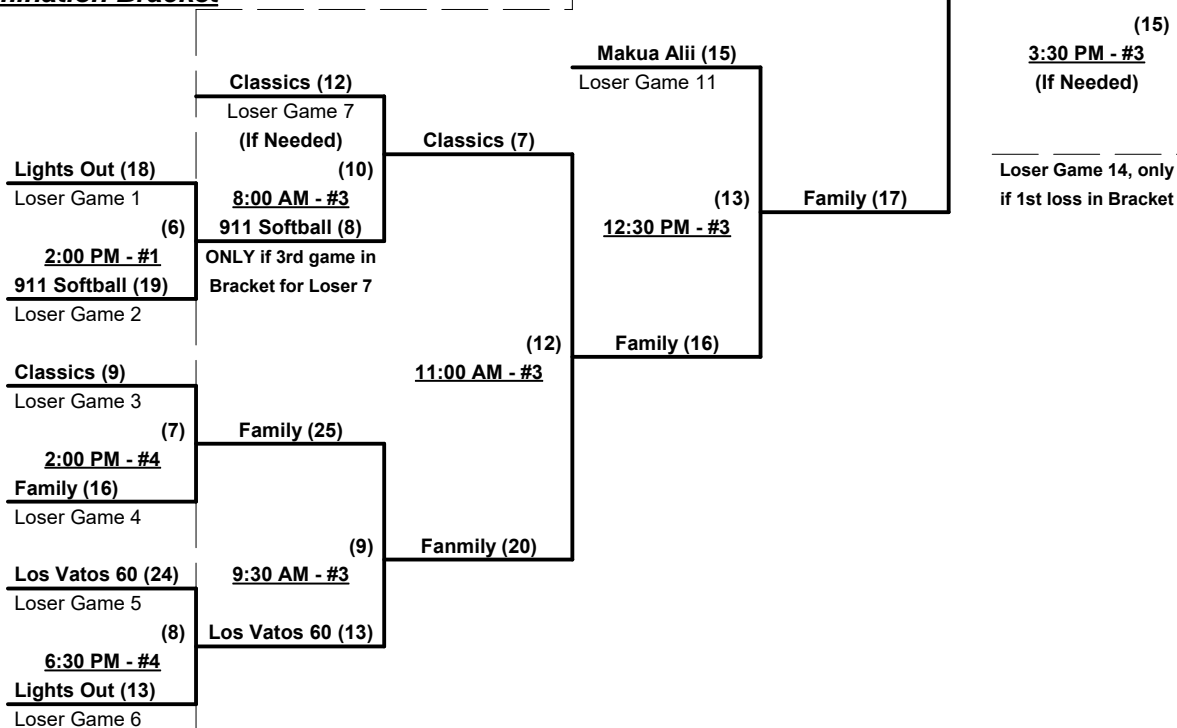 mination Bracket
(15)
Makua Alii (15)
3:30 PM - #3
Classics (12)
Loser Game 11
(If Needed)
Loser Game 7
(If Needed)
Classics (7)
Lights Out (18)
(10)
Loser Game 14, only
Loser Game 1
8:00 AM - #3
(13)
Family (17)
if 1st loss in Bracket
(6)
911 Softball (8)
12:30 PM - #3
2:00 PM - #1
ONLY if 3rd game in
911 Softball (19)
Bracket for Loser 7
Loser Game 2
(12)
Family (16)
Classics (9)
11:00 AM - #3
Loser Game 3
(7)
Family (25)
2:00 PM - #4
Family (16)
Loser Game 4
(9)
Fanmily (20)
Los Vatos 60 (24)
9:30 AM - #3
Loser Game 5
(8)
Los Vatos 60 (13)
6:30 PM - #4
Lights Out (13)
Loser Game 6